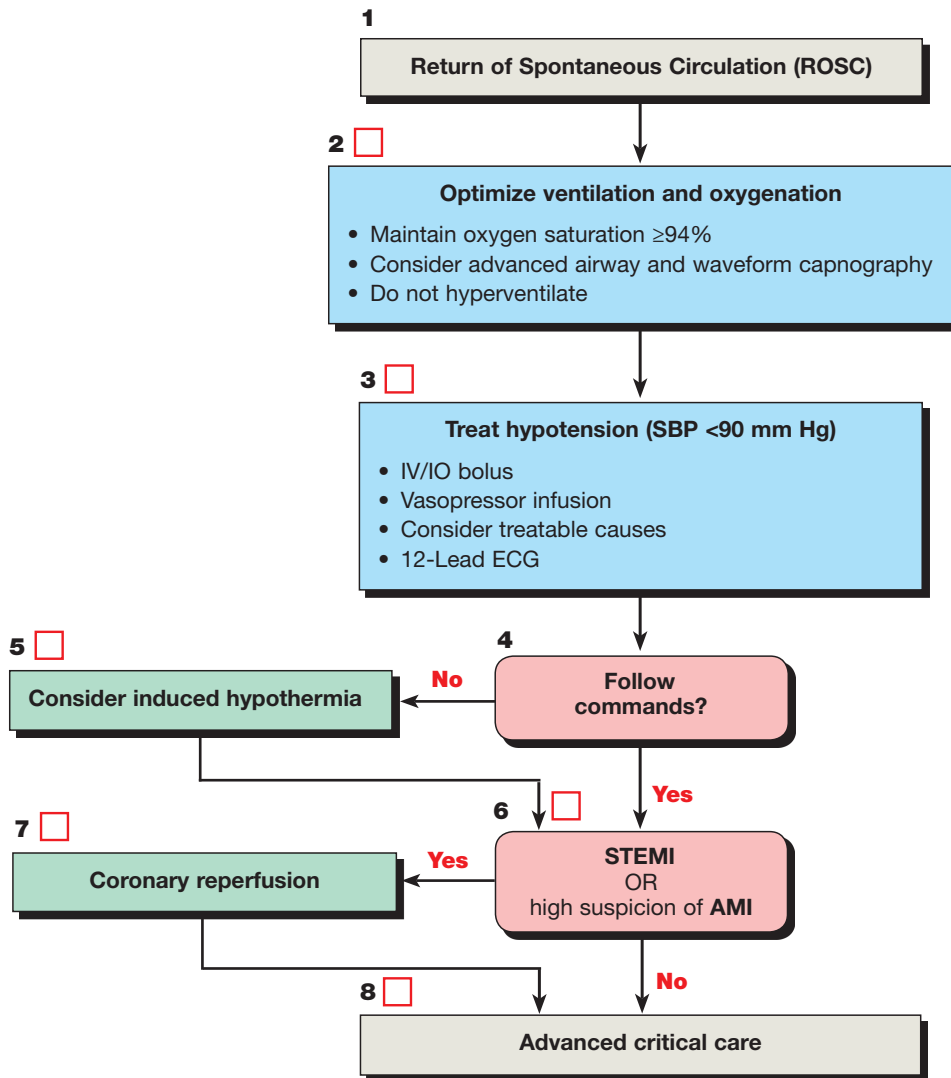 1
Return of Spontaneous Circulation (ROSC)
2
Optimize ventilation and oxygenation
• Maintain oxygen saturation ≥94%
• Consider advanced airway and waveform capnography
• Do not hyperventilate
3
Treat hypotension (SBP <90 mm Hg)
• IV/IO bolus
• Vasopressor infusion
• Consider treatable causes
• 12-Lead ECG
4
Follow
commands?
No
5
Consider induced hypothermia
Yes
6
STEMI
OR
high suspicion of AMI
Yes
7
Coronary reperfusion
No
8
Advanced critical care